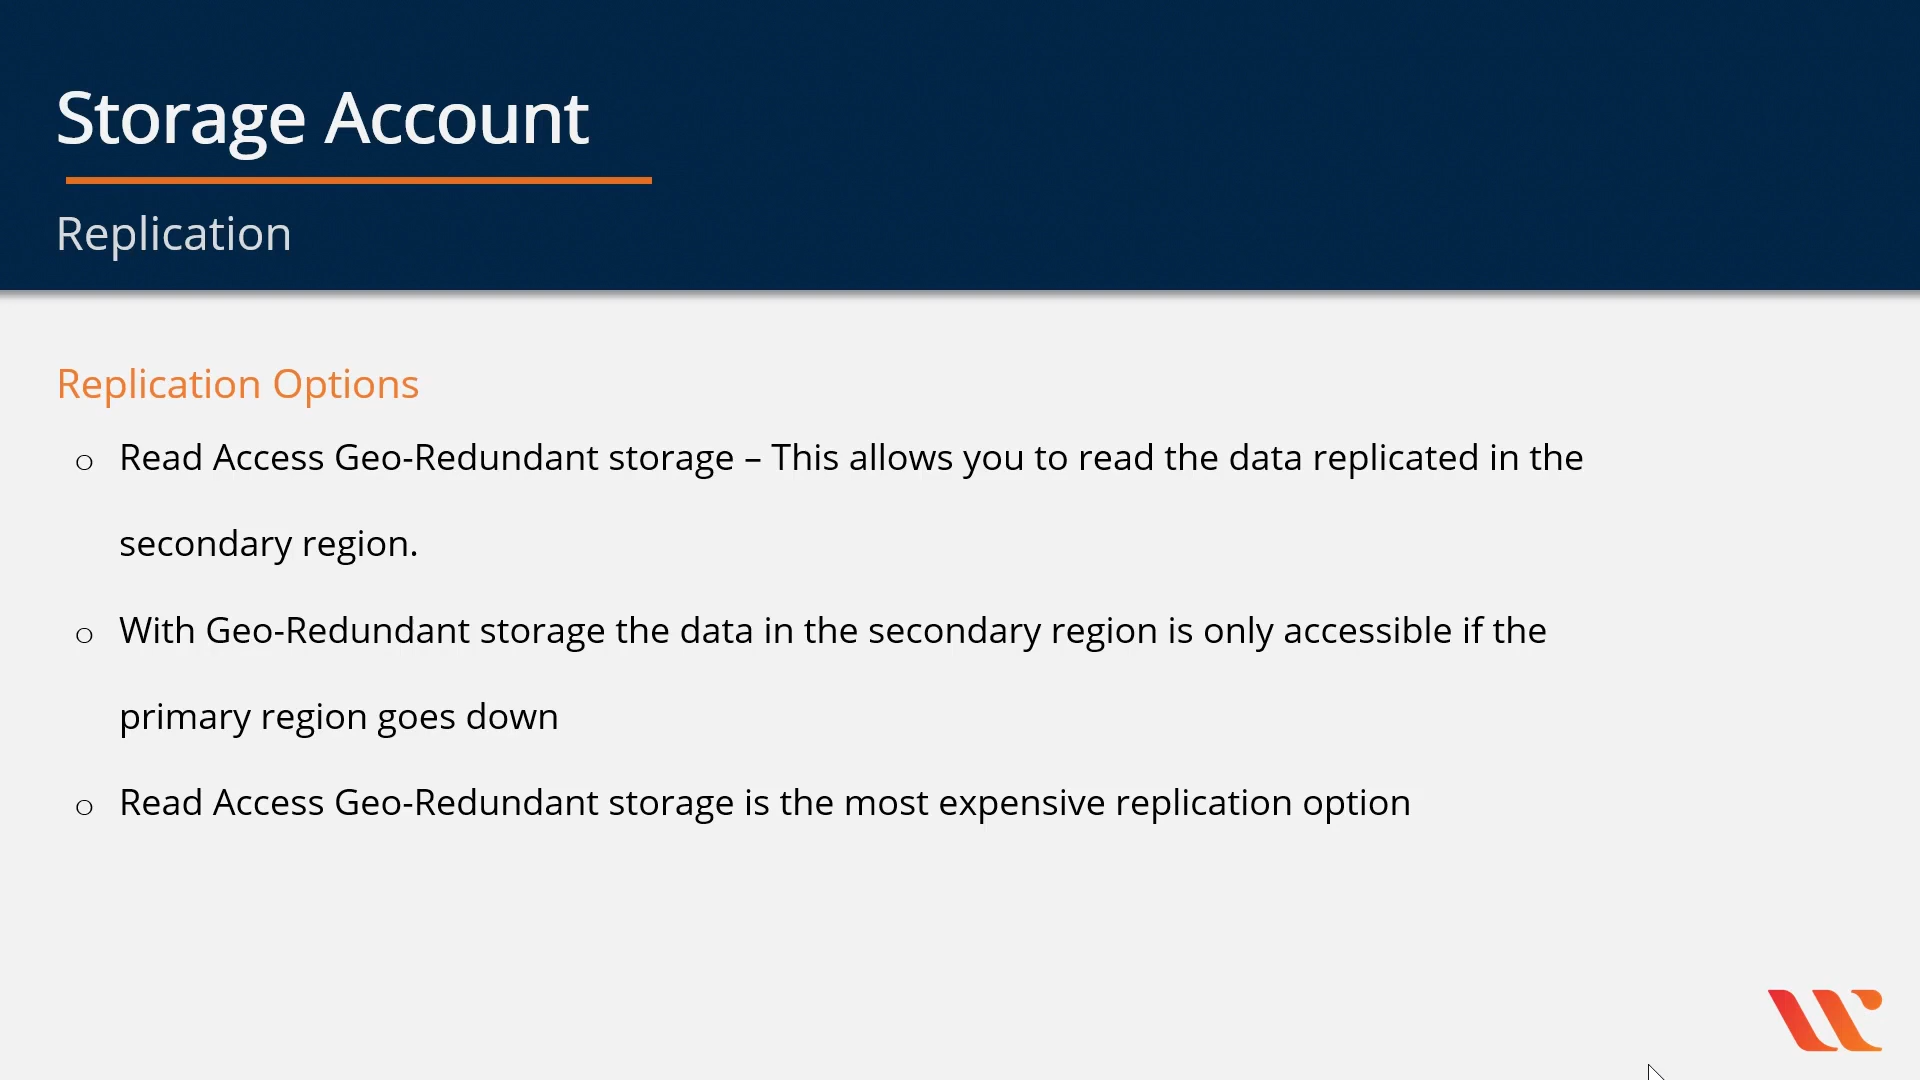 Storage Account
Replication
Replication Options
o Read Access Geo-Redundant storage – This allows you to read the data replicated in the
secondary region.
o With Geo-Redundant storage the data in the secondary region is only accessible if the
primary region goes down
o Read Access Geo-Redundant storage is the most expensive replication option